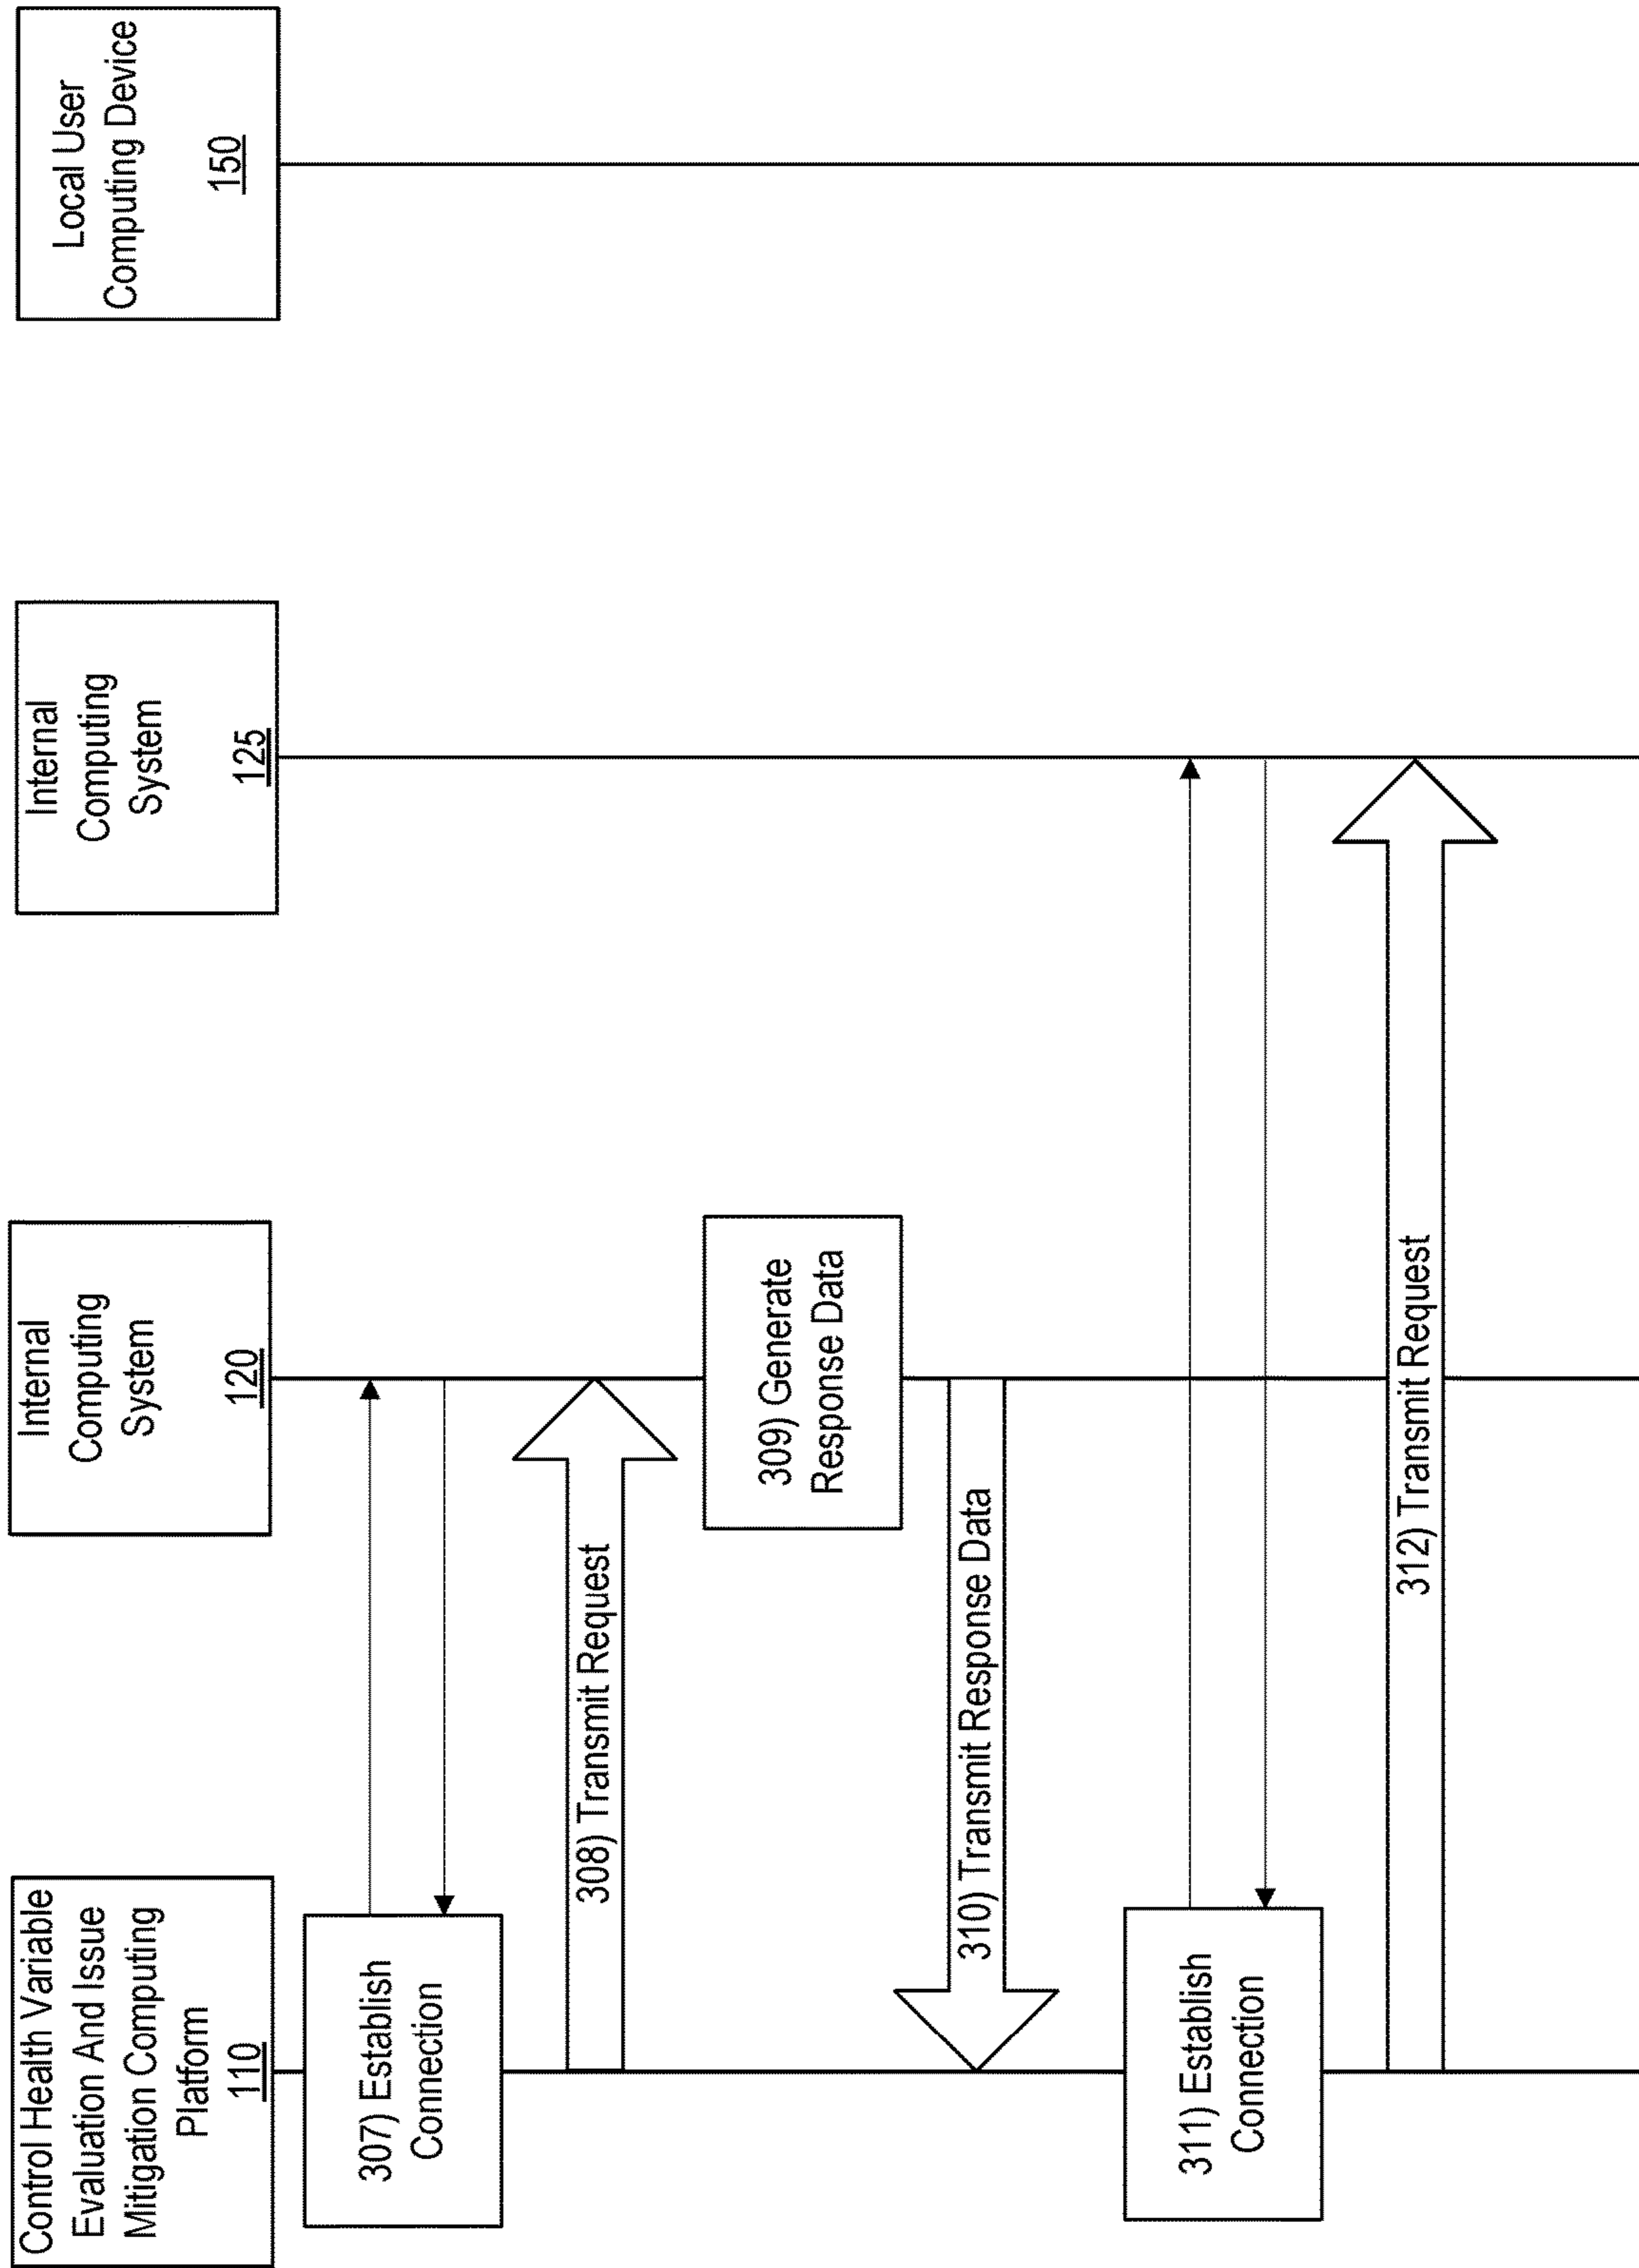 Control Health Variable
Evaluation And Issue
Mitigation Computing
Platform
110
Internal
Computing
System
120
Internal
Computing
System
125
Local User
Computing Device
150
307) Establish
Connection
308) Transmit Request
309) Generate
Response Data
310) Transmit Response Data
311) Establish
Connection
312) Transmit Request